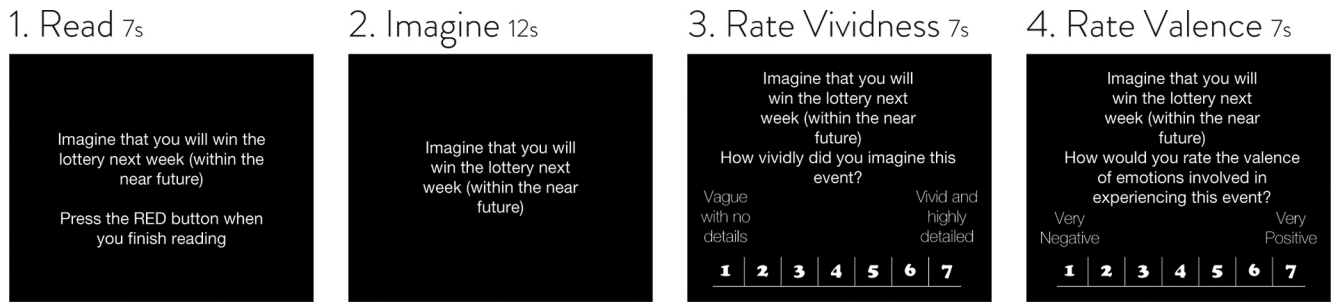 1. Read 7s
Imagine that you will win the
lottery next week (within the
near future)
Press the RED button when
you finish reading
2. Imagine 12s
Imagine that you will
win the lottery next
week (within the near
future)
3. Rate Vividness 7s
Imagine that you will
win the lottery next
week (within the near
future)
How vividly did you imagine this
event?
Vague
with no
details
Vivid and
highly
detailed
1 2 3 4 5 6 7
4. Rate Valence 7s
Imagine that you will
win the lottery next
week (within the near
future)
How would you rate the valence
of emotions involved in
experiencing this event?
Very
Negative
Very
Positive
1 2 3 4 5 6 7